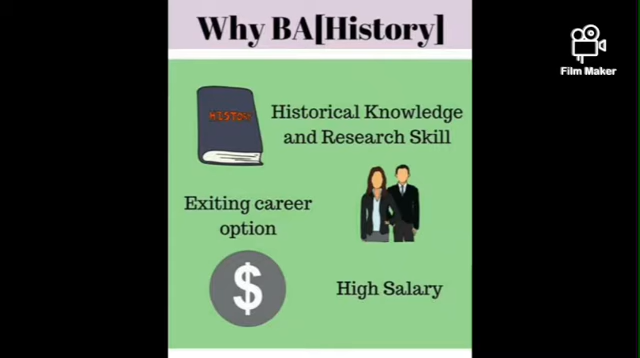 Why BA[History]
Film Maker
HISTORY
Historical Knowledge
and Research Skill
Exiting career
option
$
High Salary